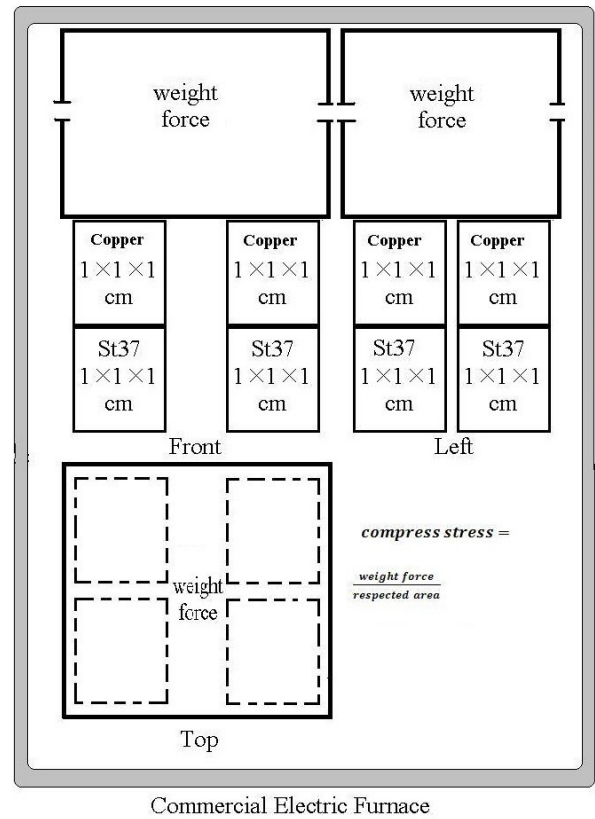 weight
force
weight
force
Copper
1×1×1
cm
Copper
1×1×1
cm
Copper
1×1×1
cm
Copper
1×1×1
cm
St37
1×1×1
cm
St37
1×1×1
cm
St37
1×1×1
cm
St37
1×1×1
cm
Front
Left
weight
force
compress stress =
weight force
respected area
Top
Commercial Electric Furnace